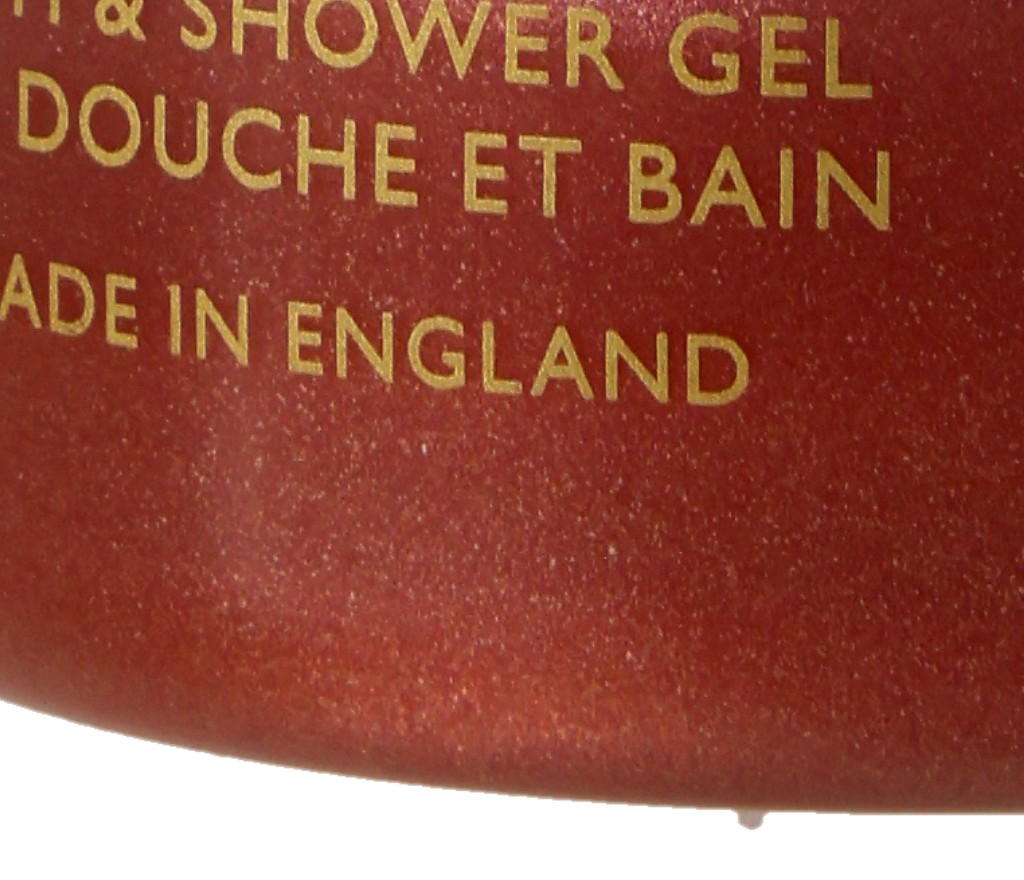 & SHOWER GEL
DOUCHE ET BAIN
ADE IN ENGLAND